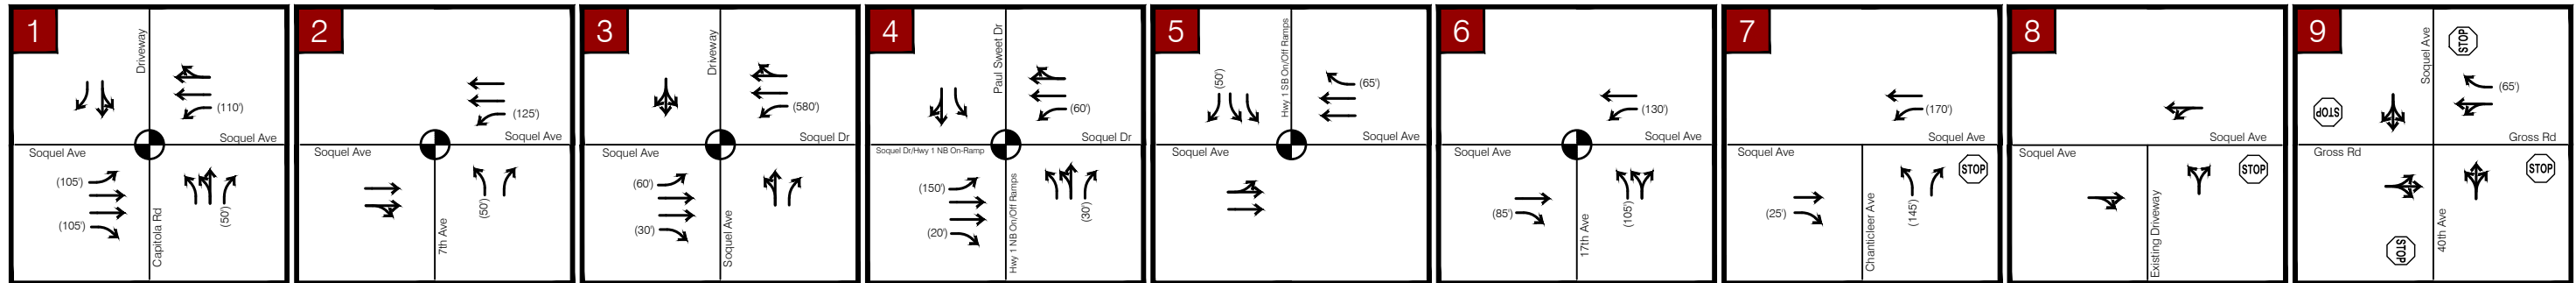 1
Driveway
(110')
Soquel Ave
Soquel Ave
(105')
(105')
Capitola Rd
(50')
2
(125')
Soquel Ave
Soquel Ave
7th Ave
(50')
3
Driveway
(580')
Soquel Dr
Soquel Ave
(60')
(30')
Soquel Ave
4
Paul Sweet Dr
(60')
Soquel Dr
Soquel Dr/Hwy 1 NB On-Ramp
(150')
(20')
Hwy 1 NB On/Off Ramps
(30')
5
(50')
Hwy 1 SB On/Off Ramps
(65')
Soquel Ave
Soquel Ave
6
(130')
Soquel Ave
Soquel Ave
(85')
17th Ave
(105')
7
(170')
Soquel Ave
Soquel Ave
(25')
Chanticleer Ave
(145')
STOP
8
Soquel Ave
Soquel Ave
Existing Driveway
STOP
9
Soquel Ave
STOP
(65')
STOP
Gross Rd
Gross Rd
STOP
40th Ave
STOP